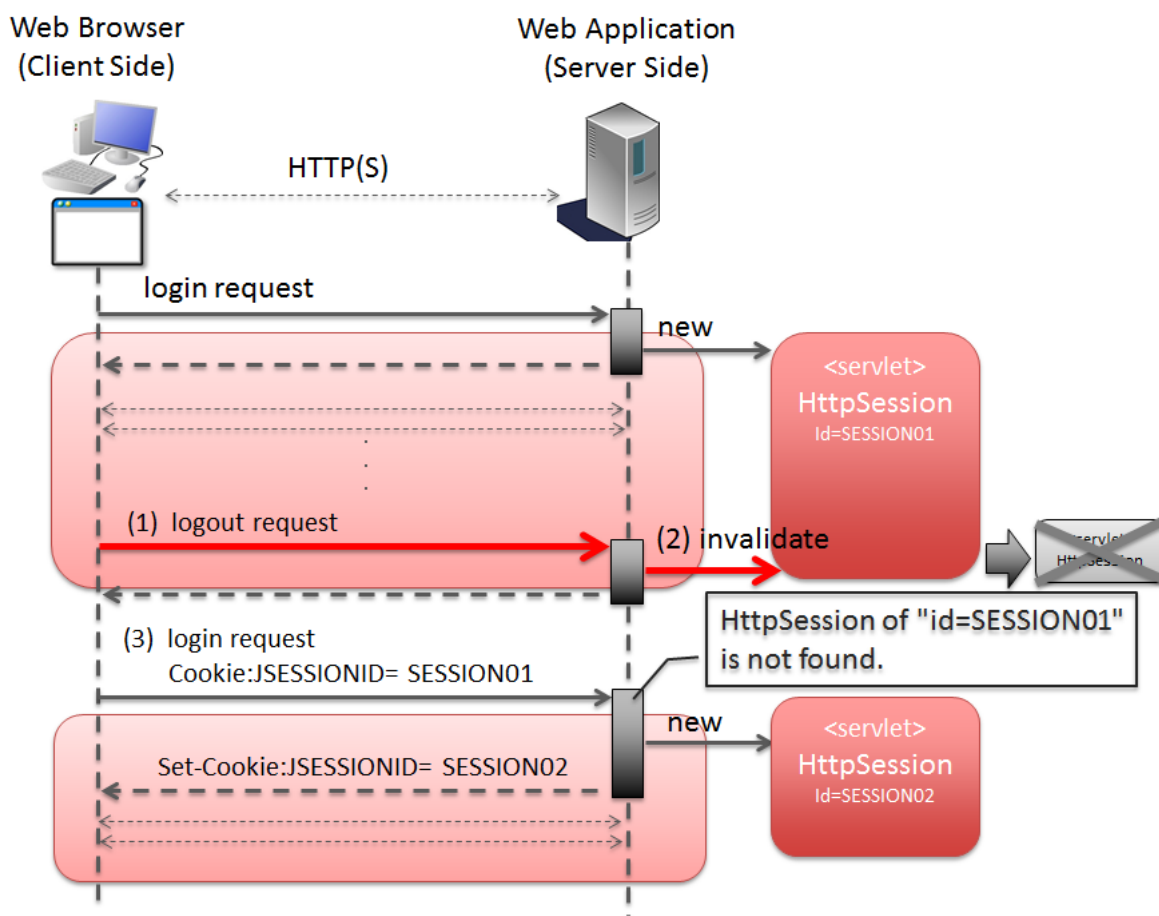 Web Browser
(Client Side)
Web Application
(Server Side)
HTTP(S)
login request
new
<servlet>
HttpSession
Id=SESSION01
.
.
.
(1) logout request
(2) invalidate
<servlet>
HttpSession
HttpSession of "id=SESSION01"
is not found.
(3) login request
Cookie:JSESSIONID= SESSION01
new
<servlet>
HttpSession
Id=SESSION02
Set-Cookie:JSESSIONID= SESSION02